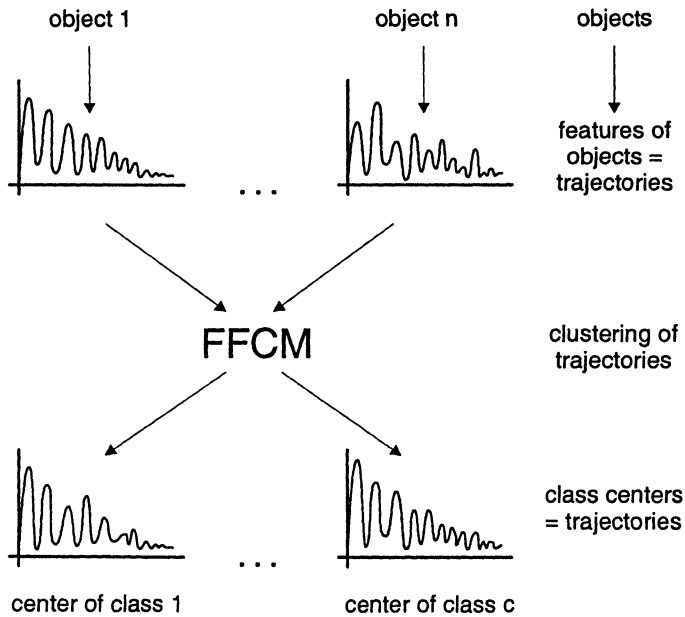 object 1
object n
objects
features of
objects =
trajectories
...
FFCM
clustering of
trajectories
class centers
= trajectories
...
center of class 1
center of class c